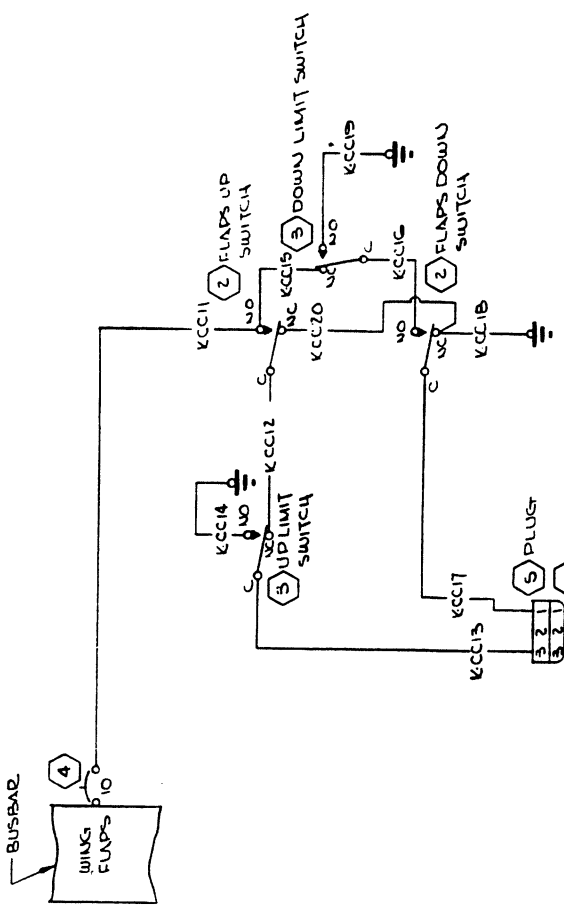 BUSBAR
WING
FLAPS
4
10
KCC11
2
FLAPS UP
SWITCH
NO
NC
C
KCC15
3
DOWN LIMIT SWITCH
NO
NC
C
KCC19
KCC20
KCC16
2
FLAPS DOWN
SWITCH
NO
NC
C
KCC18
KCC12
KCC14
NO
NC
C
3
UP LIMIT
SWITCH
KCC17
KCC13
5
PLUG
3 2 1
3 2 1